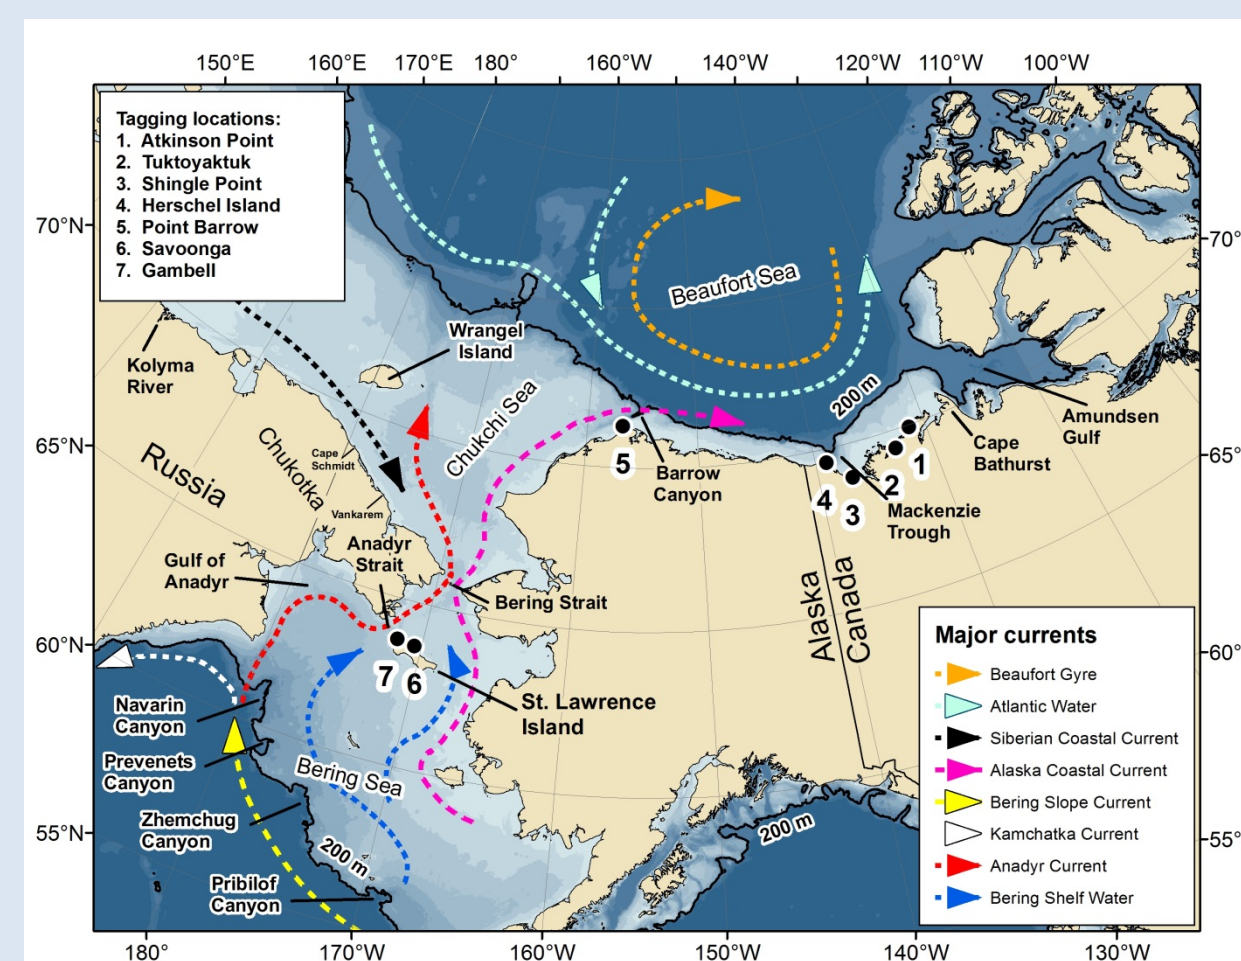 150°E 160°E 170°E 180° 160°W 140°W 120°W 110°W 100°W
Tagging locations:
1. Atkinson Point
2. Tuktoyaktuk
3. Shingle Point
4. Herschel Island
5. Point Barrow
6. Savoonga
7. Gambell
70°N
70°
Beaufort Sea
Wrangel
Island
Kolyma
River
Chukchi Sea
200 m
Amundsen
Gulf
65°N
65°
Russia
Chukotka
Cape
Schmidt
Vankarem
5
Barrow
Canyon
Cape
Bathurst
1
2
3
4
Mackenzie
Trough
Anadyr
Strait
Gulf of
Anadyr
Bering Strait
Alaska
Canada
60°N
60°
7
6
St. Lawrence
Island
Navarin
Canyon
Prevenets
Canyon
Bering Sea
Zhemchug
Canyon
200 m
Pribilof
Canyon
200 m
55°N
55°
Major currents
Beaufort Gyre
Atlantic Water
Siberian Coastal Current
Alaska Coastal Current
Bering Slope Current
Kamchatka Current
Anadyr Current
Bering Shelf Water
180° 170°W 160°W 150°W 140°W 130°W